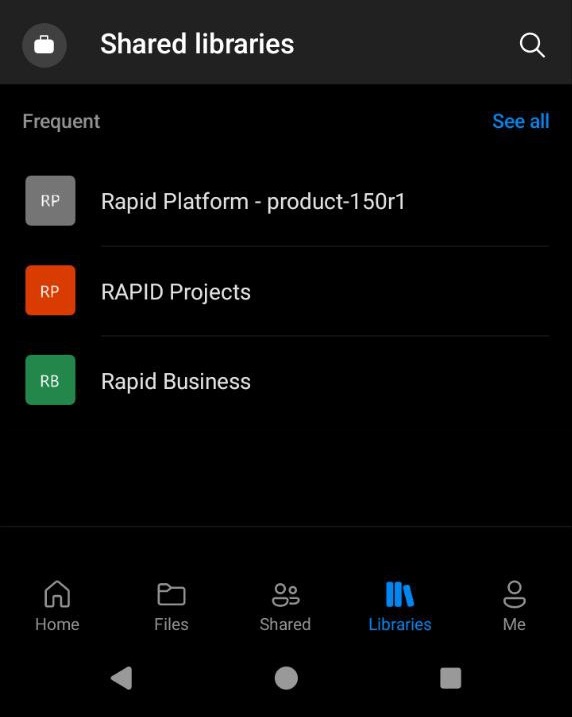 Shared libraries
Frequent
See all
RP
Rapid Platform - product-150r1
RP
RAPID Projects
RB
Rapid Business
Home
Files
Shared
Libraries
Me